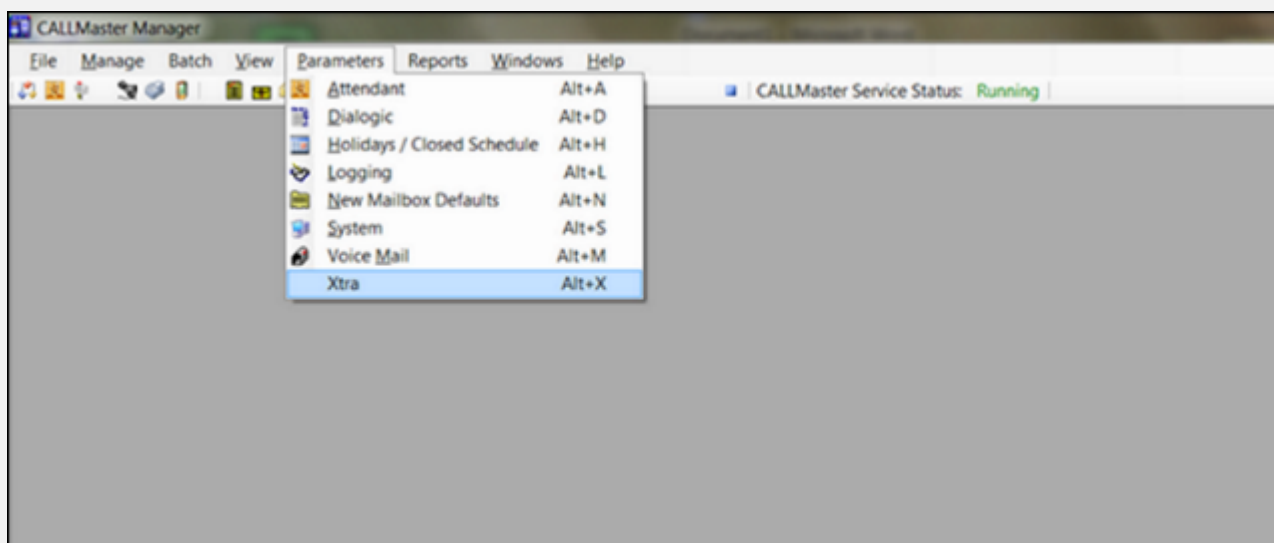 CALLMaster Manager
File Manage Batch View Parameters Reports Windows Help
CALLMaster Service Status: Running
Attendant Alt+A
Dialogic Alt+D
Holidays / Closed Schedule Alt+H
Logging Alt+L
New Mailbox Defaults Alt+N
System Alt+S
Voice Mail Alt+M
Xtra Alt+X